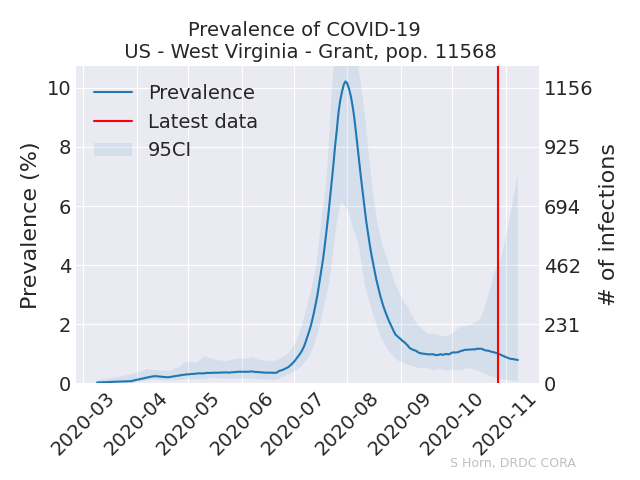 Prevalence of COVID-19
US - West Virginia - Grant, pop. 11568
Prevalence
Latest data
95CI
Prevalence (%)
10
8
6
4
2
0
1156
925
694
462
231
0
# of infections
2020-03
2020-04
2020-05
2020-06
2020-07
2020-08
2020-09
2020-10
2020-11
S Horn, DRDC CORA